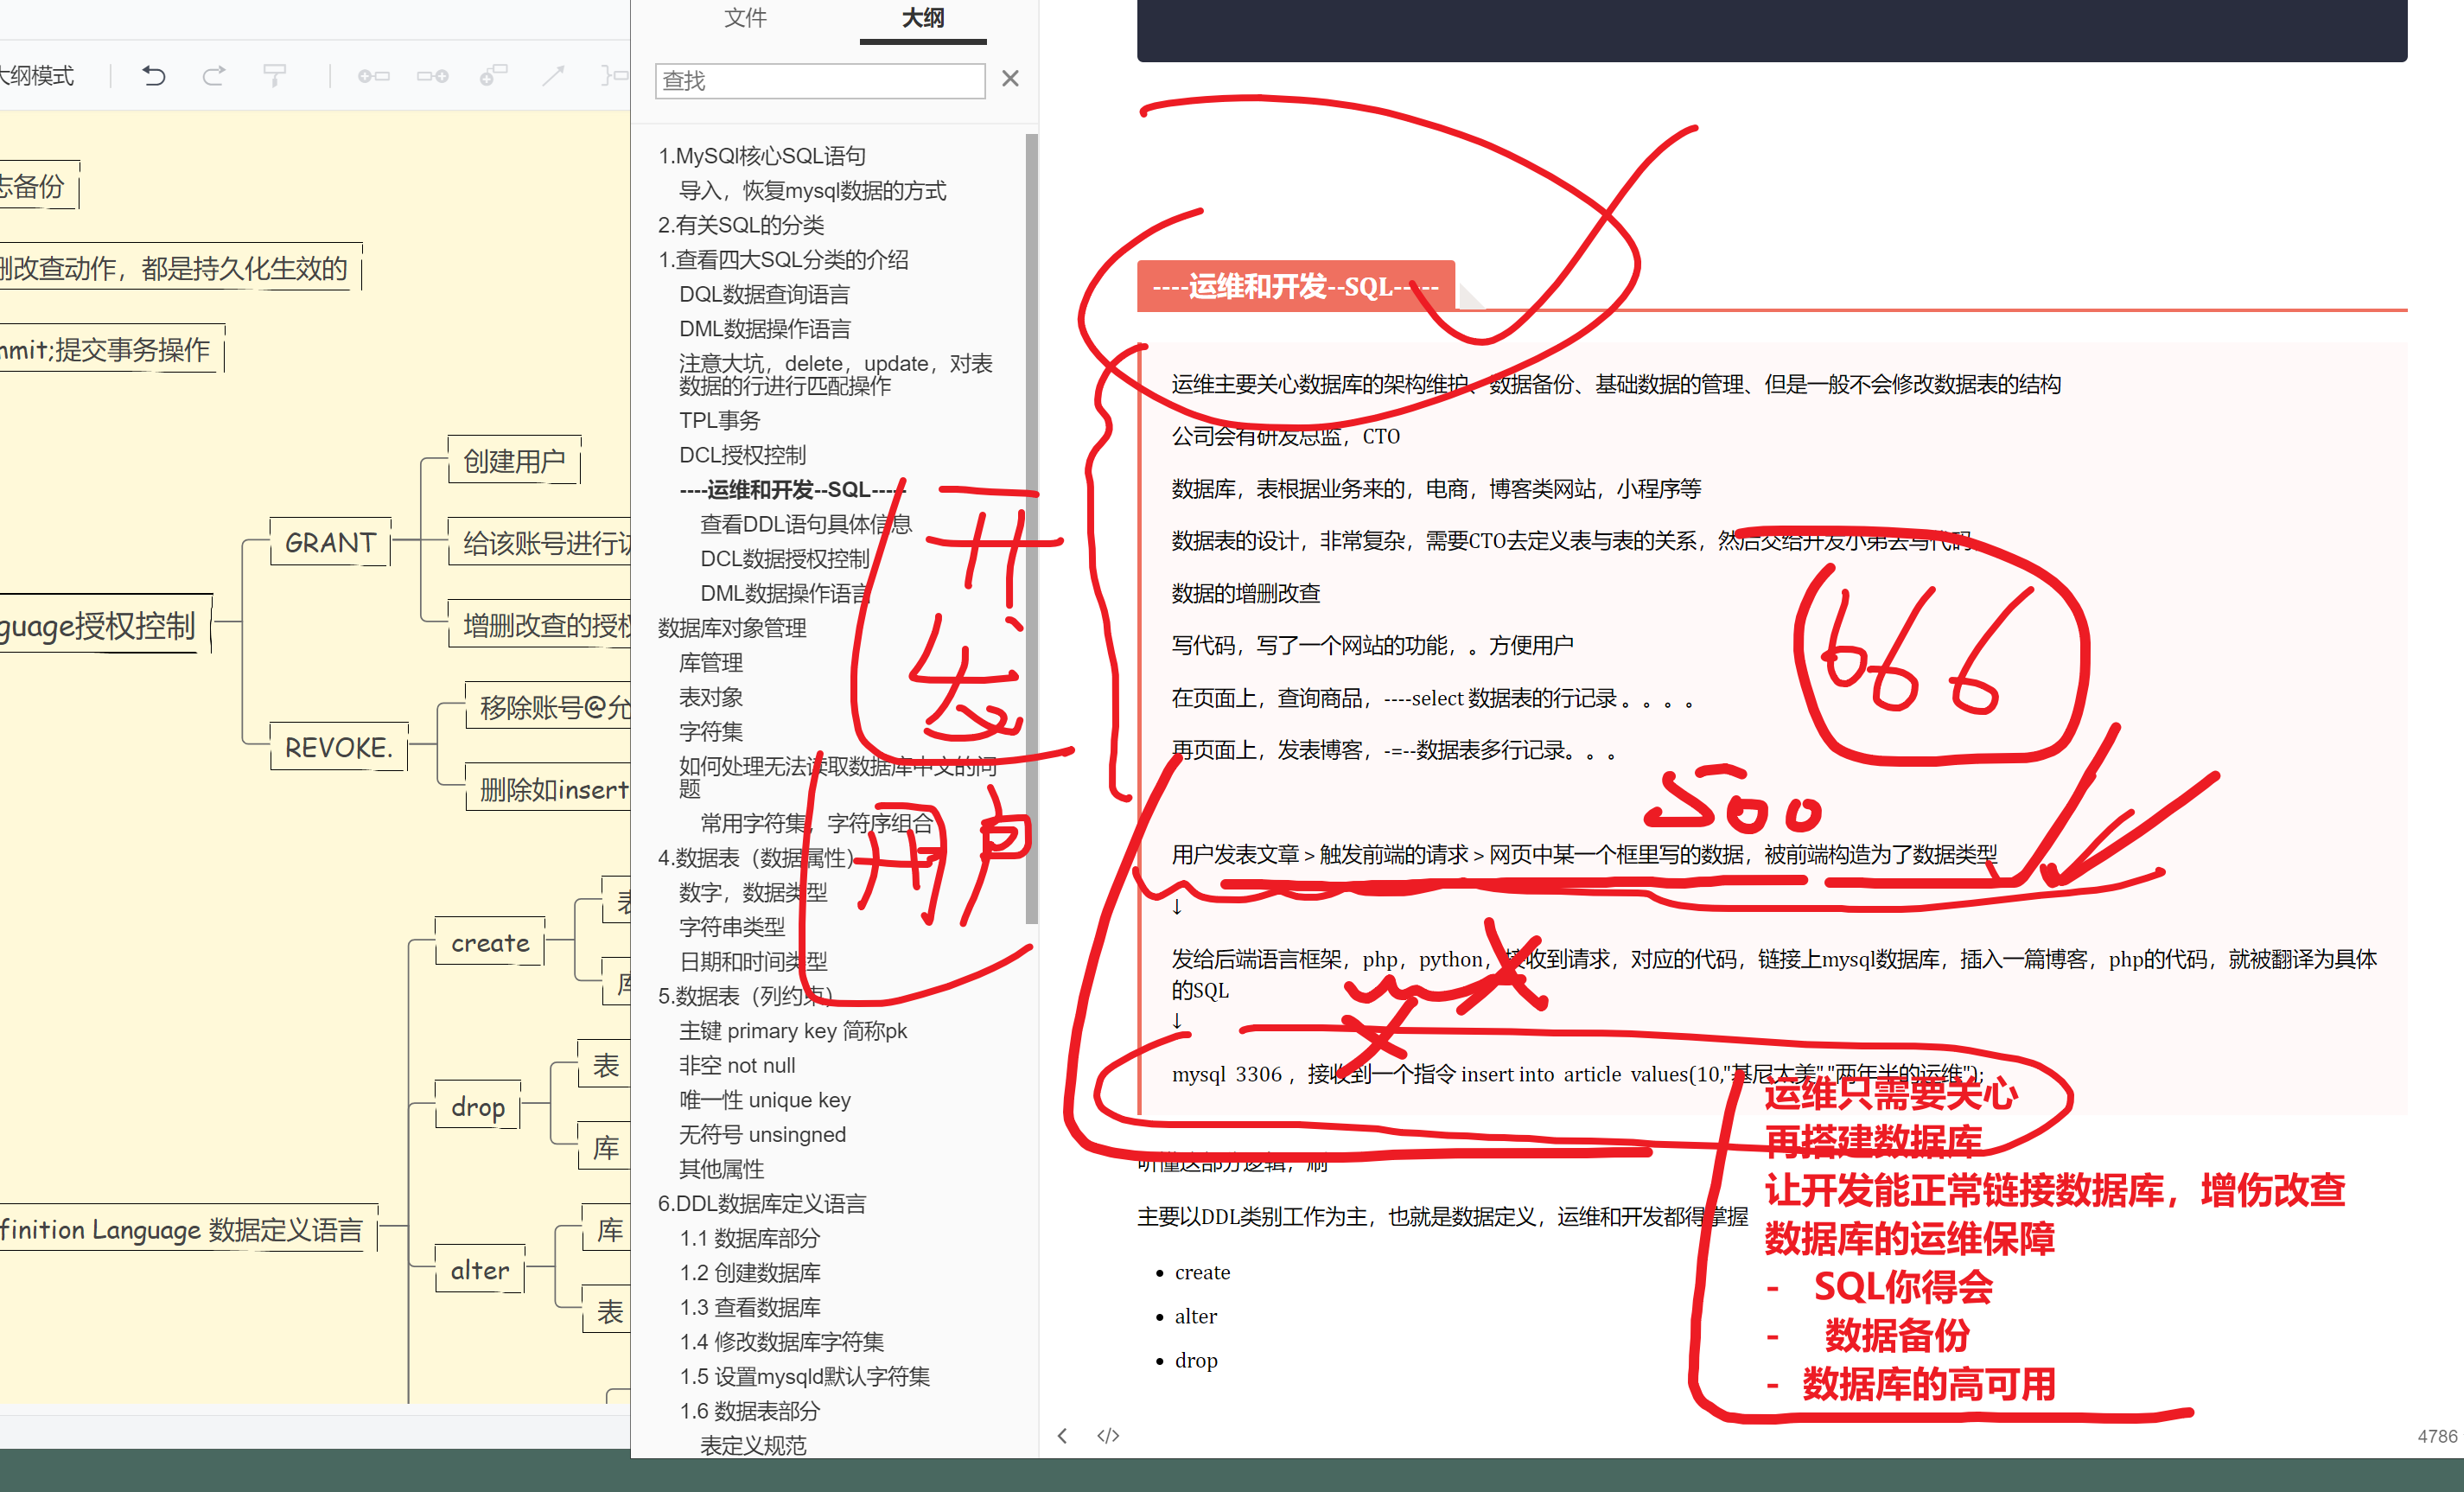 大纲模式
志备份
删改查动作，都是持久化生效的
mmit;提交事务操作
创建用户
GRANT
给该账号进行访
增删改查的授权
guage授权控制
移除账号@允
REVOKE.
删除如insert
create
表
库
drop
表
库
finition Language 数据定义语言
alter
库
表
文件
大纲
查找
1.MySQl核心SQL语句
导入，恢复mysql数据的方式
2.有关SQL的分类
1.查看四大SQL分类的介绍
DQL数据查询语言
DML数据操作语言
注意大坑，delete，update，对表
数据的行进行匹配操作
TPL事务
DCL授权控制
----运维和开发--SQL-----
查看DDL语句具体信息
DCL数据授权控制
DML数据操作语言
数据库对象管理
库管理
表对象
字符集
如何处理无法读取数据库中文的问
题
常用字符集，字符序组合
4.数据表（数据属性）
数字，数据类型
字符串类型
日期和时间类型
5.数据表（列约束）
主键 primary key 简称pk
非空 not null
唯一性 unique key
无符号 unsingned
其他属性
6.DDL数据库定义语言
1.1 数据库部分
1.2 创建数据库
1.3 查看数据库
1.4 修改数据库字符集
1.5 设置mysqld默认字符集
1.6 数据表部分
表定义规范
开
发
用户
----运维和开发--SQL-----
运维主要关心数据库的架构维护、数据备份、基础数据的管理、但是一般不会修改数据表的结构
公司会有研发总监，CTO
数据库，表根据业务来的，电商，博客类网站，小程序等
数据表的设计，非常复杂，需要CTO去定义表与表的关系，然后交给开发小弟去写代码，
数据的增删改查
写代码，写了一个网站的功能，。方便用户
在页面上，查询商品，----select 数据表的行记录 。。。。
再页面上，发表博客，-=--数据表多行记录。。。
666
500
用户发表文章 > 触发前端的请求 > 网页中某一个框里写的数据，被前端构造为了数据类型
↓
发给后端语言框架，php，python，接收到请求，对应的代码，链接上mysql数据库，插入一篇博客，php的代码，就被翻译为具体
的SQL
↓
mysql 3306 ，接收到一个指令 insert into article values(10,"基尼太美" "两年半的运维");
听懂这部分逻辑，刷
主要以DDL类别工作为主，也就是数据定义，运维和开发都得掌握
• create
• alter
• drop
运维只需要关心
再搭建数据库
让开发能正常链接数据库，增伤改查
数据库的运维保障
- SQL你得会
- 数据备份
- 数据库的高可用
</>
4786